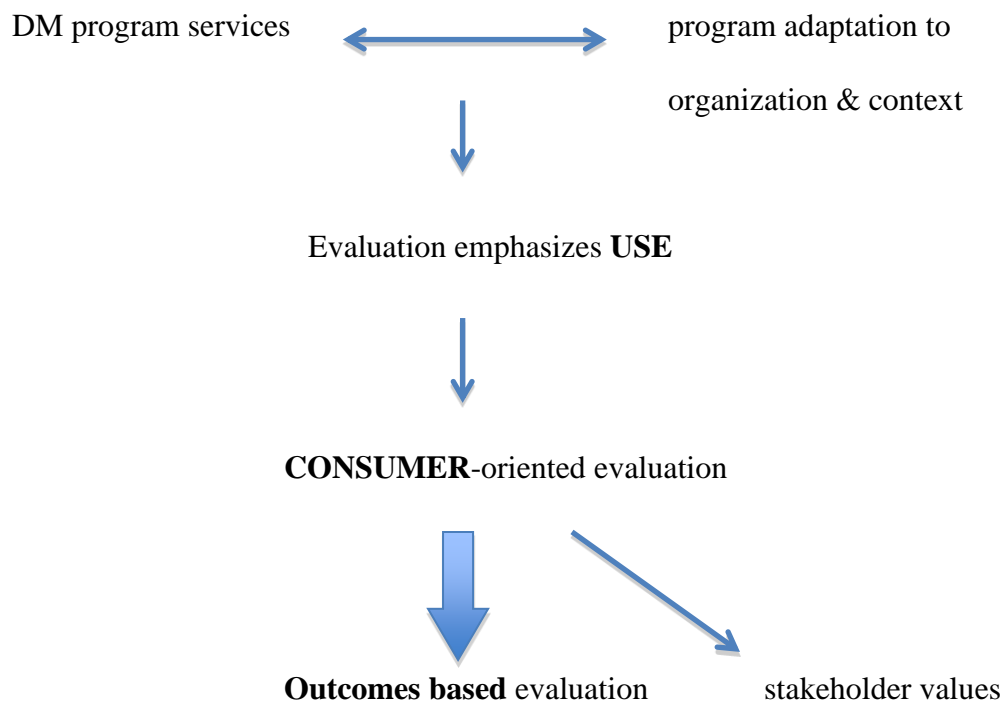 DM program services
program adaptation to
organization & context
Evaluation emphasizes USE
CONSUMER-oriented evaluation
Outcomes based evaluation
stakeholder values